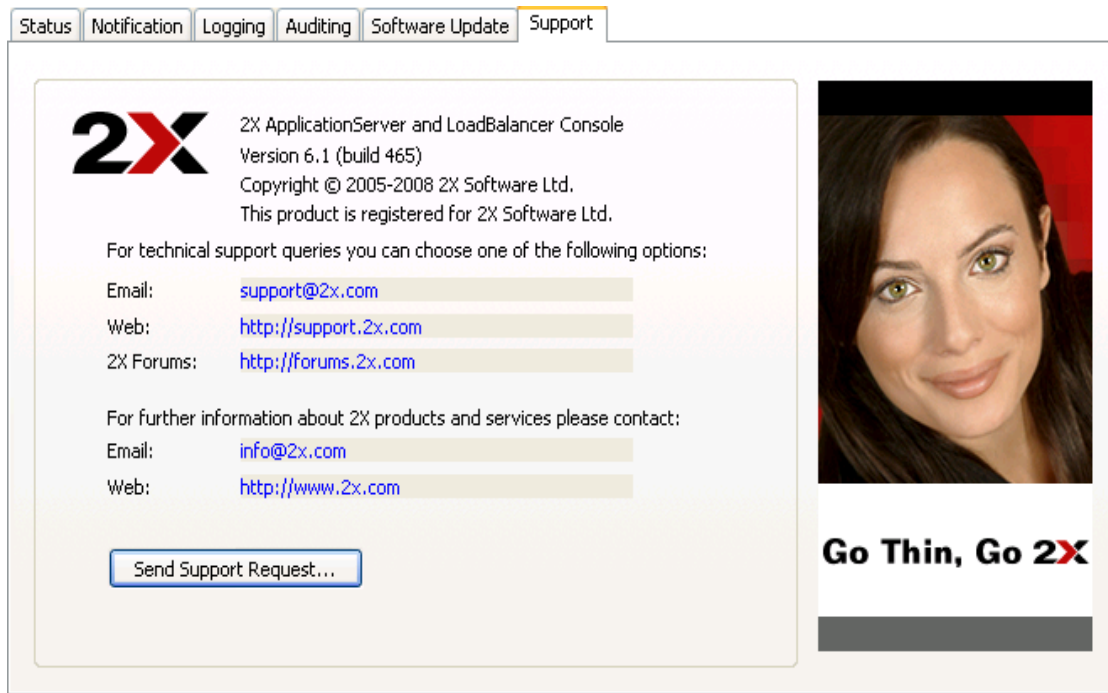 Status Notification Logging Auditing Software Update Support
2X
2X ApplicationServer and LoadBalancer Console
Version 6.1 (build 465)
Copyright © 2005-2008 2X Software Ltd.
This product is registered for 2X Software Ltd.
For technical support queries you can choose one of the following options:
Email: support@2x.com
Web: http://support.2x.com
2X Forums: http://forums.2x.com
For further information about 2X products and services please contact:
Email: info@2x.com
Web: http://www.2x.com
Send Support Request...
Go Thin, Go 2X